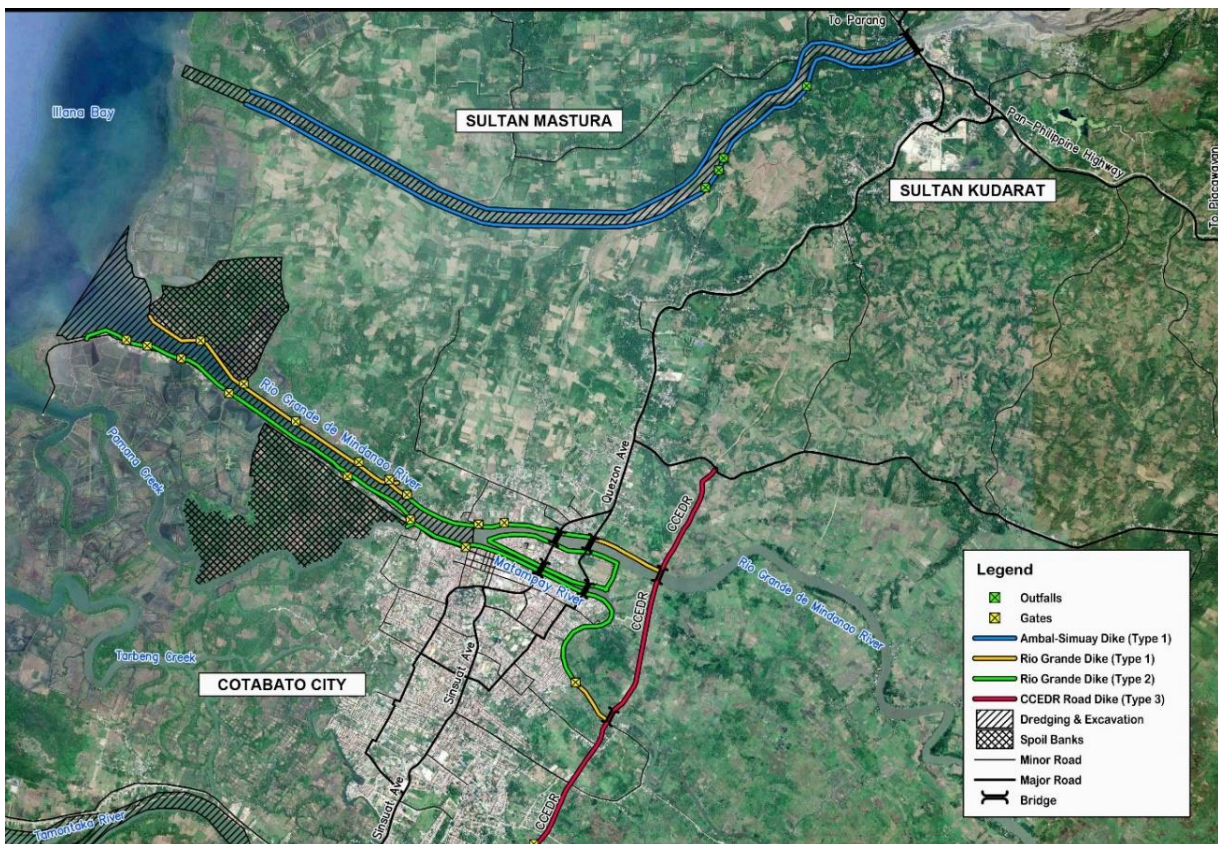 To Parang
Illana Bay
SULTAN MASTURA
Pan-Philippine Highway
SULTAN KUDARAT
To Piacawayan
Rio Grande de Mindanao River
Pamana Creek
Quezon Ave
CCEDR
Matampay River
Rio Grande de Mindanao River
CCEDR
Tarbeng Creek
Sinsuat Ave
COTABATO CITY
Tamontaka River
Sinsuat Ave
CCEDR
Legend
Outfalls
Gates
Ambal-Simuay Dike (Type 1)
Rio Grande Dike (Type 1)
Rio Grande Dike (Type 2)
CCEDR Road Dike (Type 3)
Dredging & Excavation
Spoil Banks
Minor Road
Major Road
Bridge